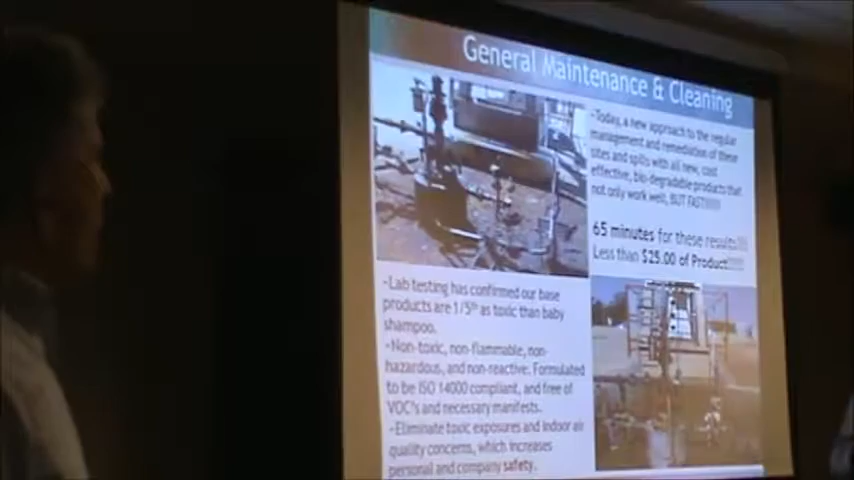 General Maintenance & Cleaning
-Today, a new approach to the regular
management and remediation of these
sites and spills with all new, cost
effective, bio-degradable products that
not only work well, BUT FAST!!!!!!
65 minutes for these results!!!!
Less than $25.00 of Product!!!!!
-Lab testing has confirmed our base
products are 1/5th as toxic than baby
shampoo.
-Non-toxic, non-flammable, non-
hazardous, and non-reactive. Formulated
to be ISO 14000 compliant, and free of
VOC's and necessary manifests.
-Eliminate toxic exposures and indoor air
quality concerns, which increases
personal and company safety.